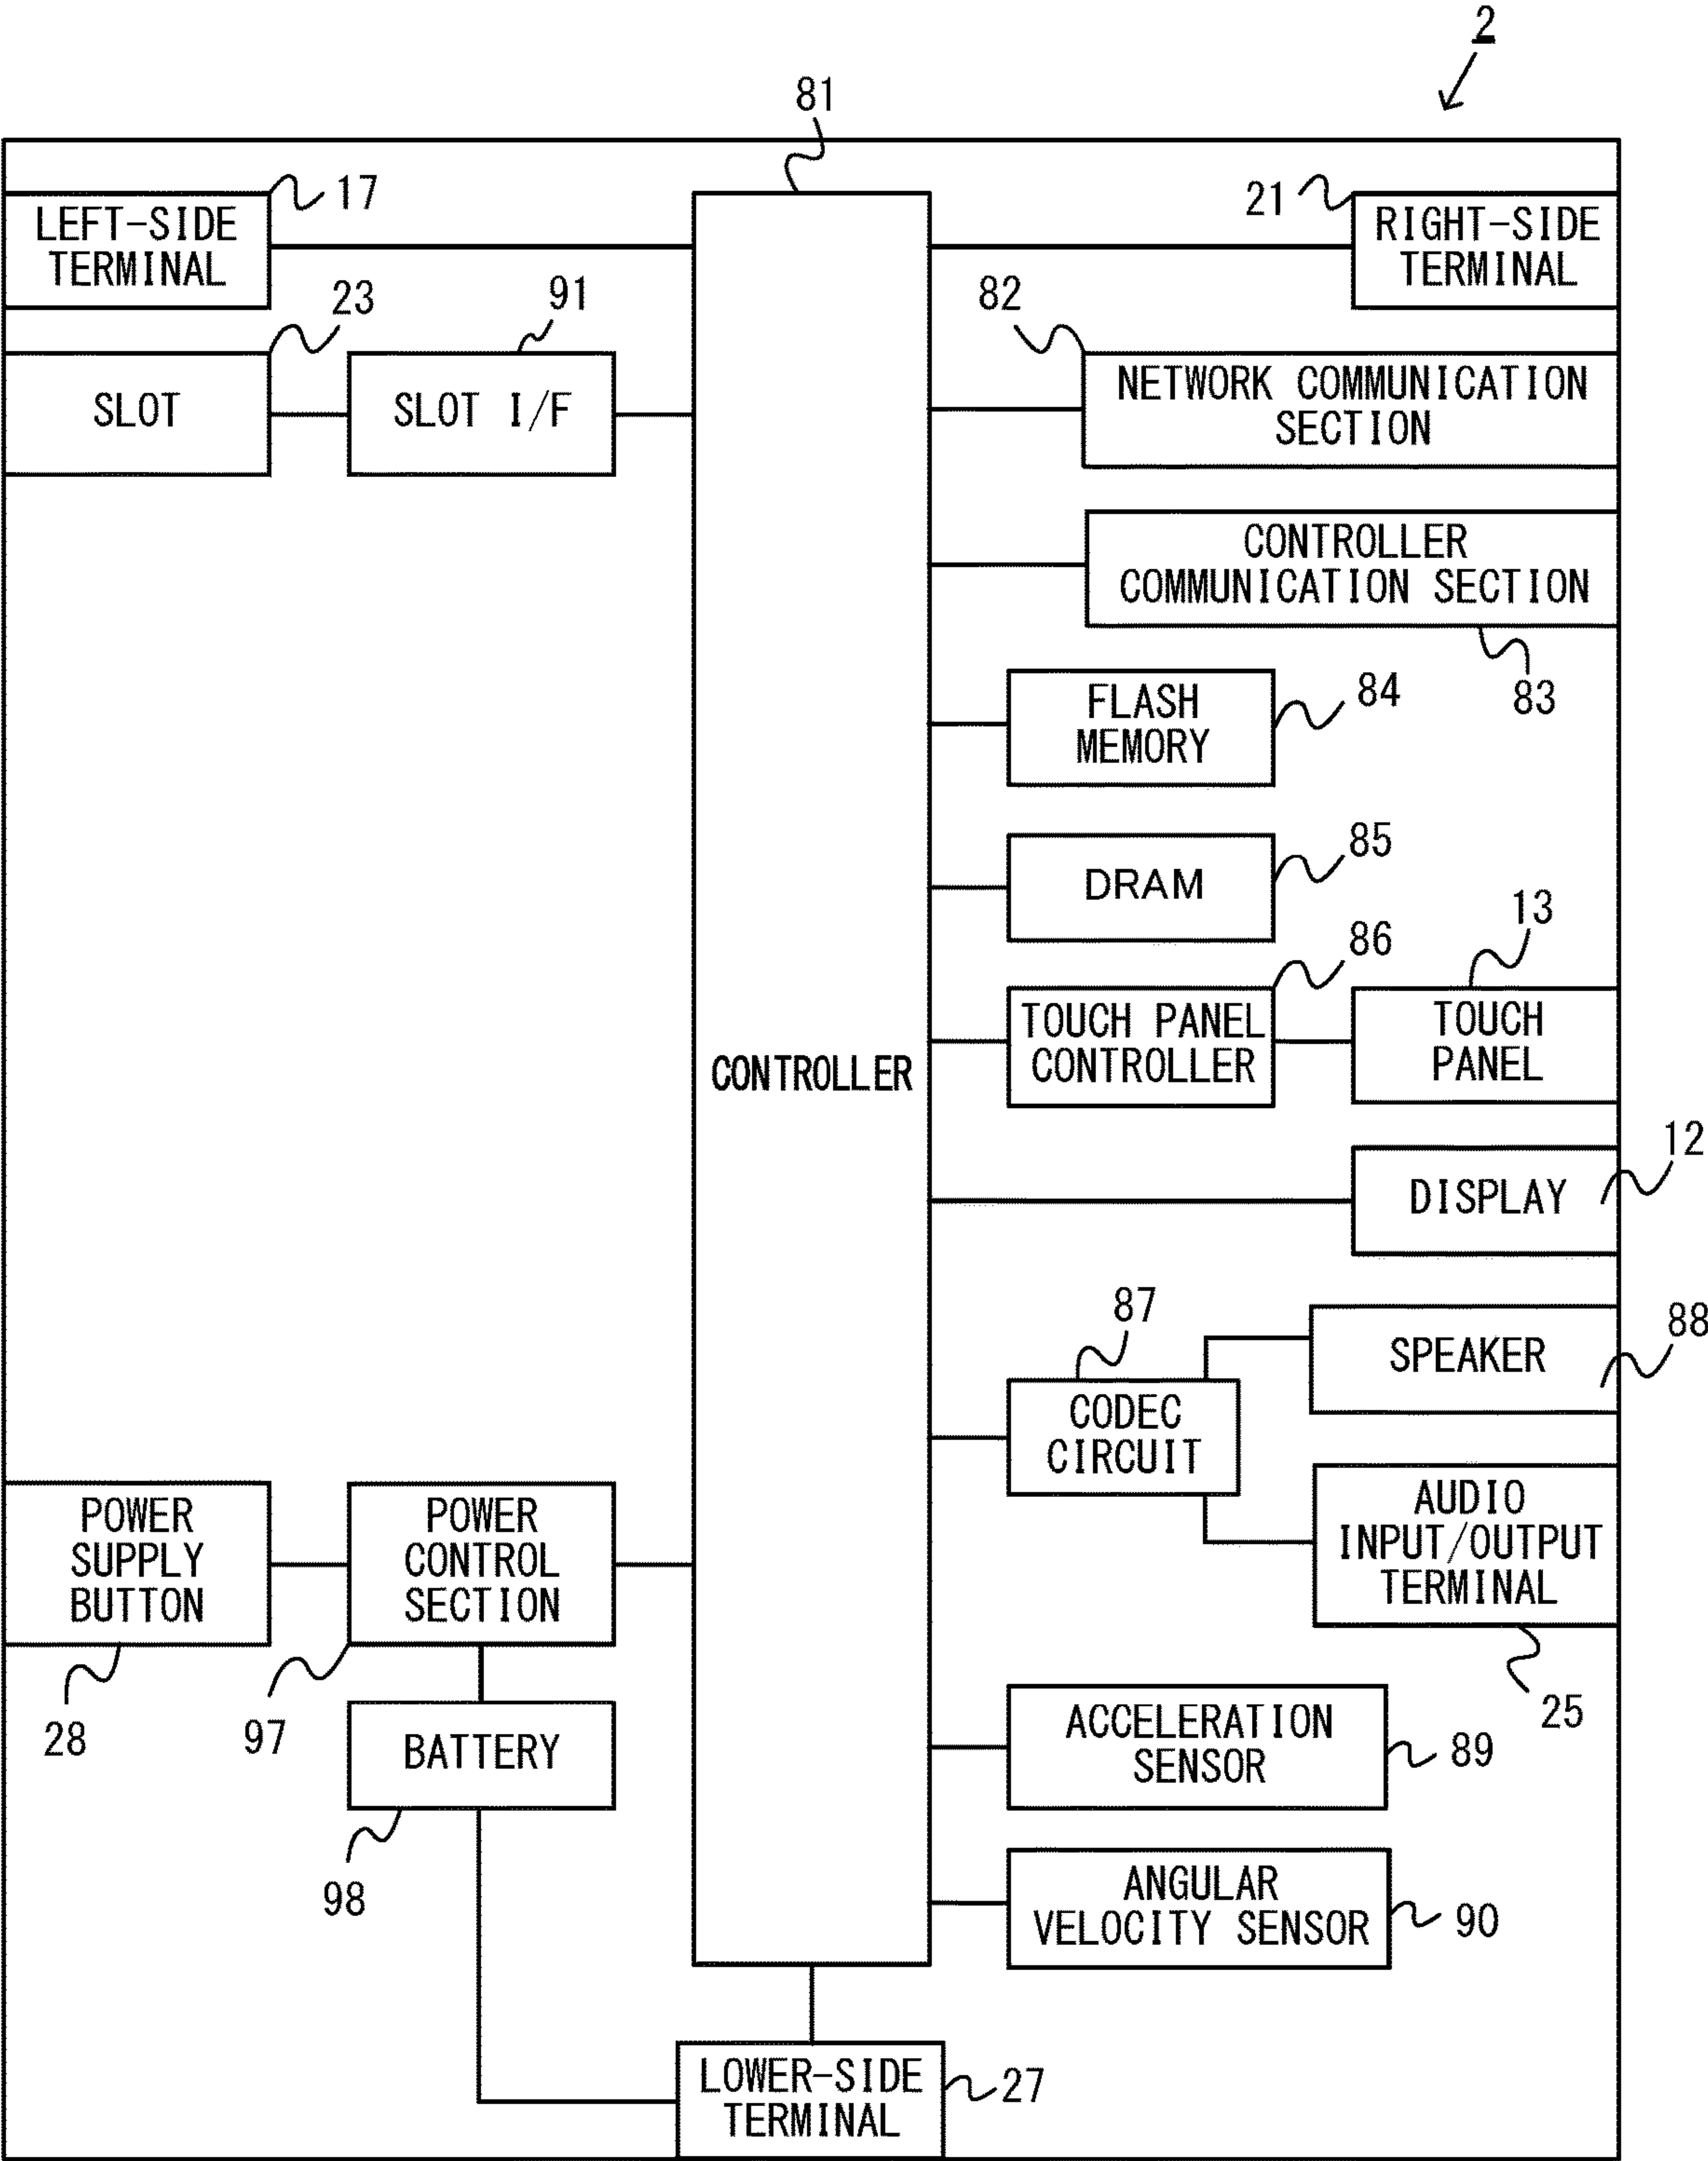 2
81
17
LEFT-SIDE
TERMINAL
21
RIGHT-SIDE
TERMINAL
23
SLOT
91
SLOT I/F
82
NETWORK COMMUNICATION
SECTION
CONTROLLER
COMMUNICATION SECTION
83
FLASH
MEMORY
84
DRAM
85
86
TOUCH PANEL
CONTROLLER
13
TOUCH
PANEL
CONTROLLER
12
DISPLAY
87
CODEC
CIRCUIT
88
SPEAKER
AUDIO
INPUT/OUTPUT
TERMINAL
25
POWER
SUPPLY
BUTTON
28
POWER
CONTROL
SECTION
97
BATTERY
98
ACCELERATION
SENSOR
89
ANGULAR
VELOCITY SENSOR
90
LOWER-SIDE
TERMINAL
27